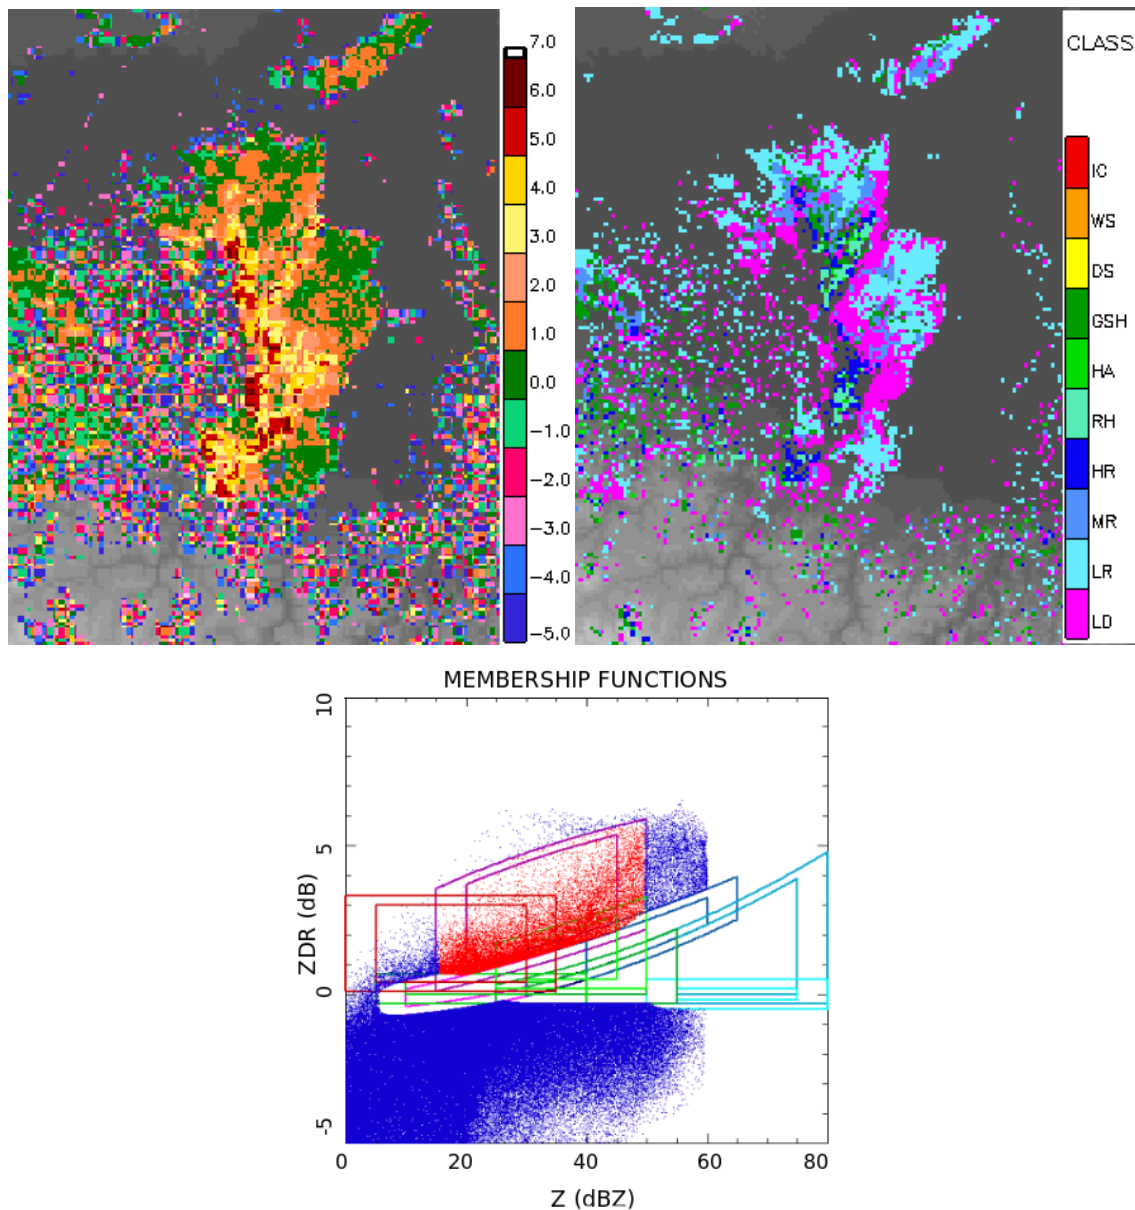 7.0
6.0
5.0
4.0
3.0
2.0
1.0
0.0
−1.0
−2.0
−3.0
−4.0
−5.0
CLASS
IC
WS
DS
GSH
HA
RH
HR
MR
LR
LD
MEMBERSHIP FUNCTIONS
10
5
0
-5
ZDR (dB)
0 20 40 60 80
Z (dBZ)